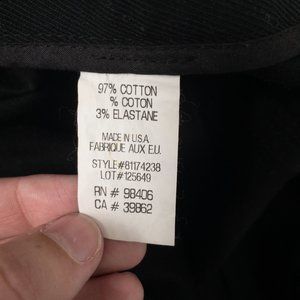 97% COTTON
% COTON
3% ELASTANE
MADE IN U.S.A
FABRIQUE AUX E.U.
STYLE#81174238
LOT#125649
RN # 98406
CA # 39862